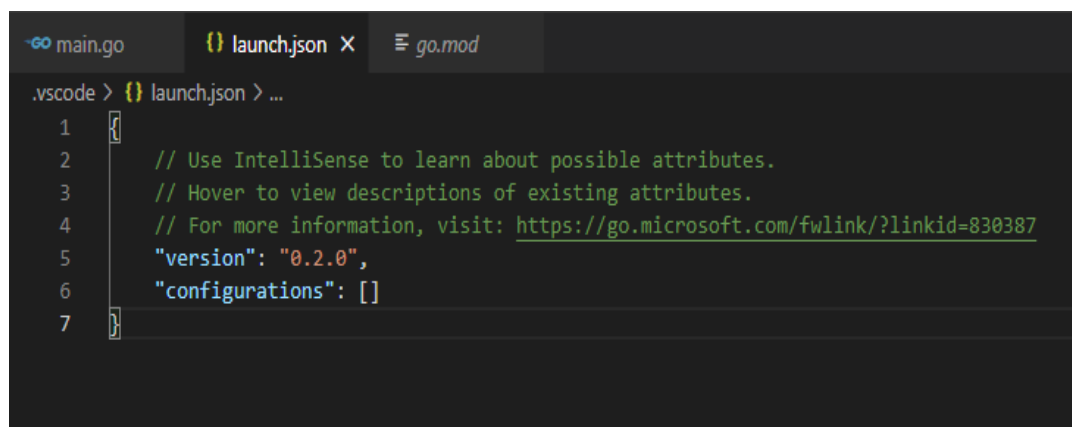 GO main.go {} launch.json × go.mod
.vscode > {} launch.json > ...
1 {
2 // Use IntelliSense to learn about possible attributes.
3 // Hover to view descriptions of existing attributes.
4 // For more information, visit: https://go.microsoft.com/fwlink/?linkid=830387
5 "version": "0.2.0",
6 "configurations": []
7 }